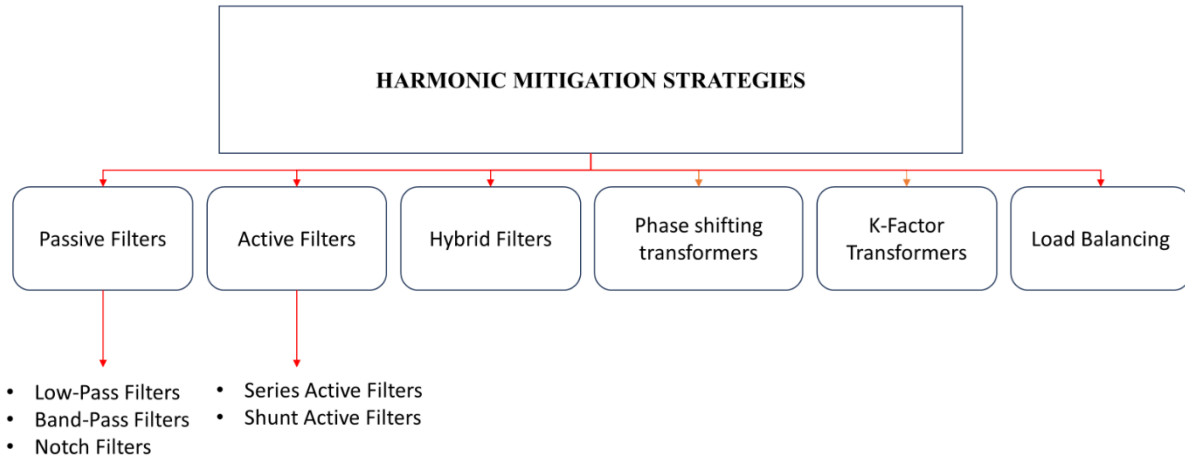 HARMONIC MITIGATION STRATEGIES
Passive Filters
Active Filters
Hybrid Filters
Phase shifting
transformers
K-Factor
Transformers
Load Balancing
• Low-Pass Filters
• Band-Pass Filters
• Notch Filters
• Series Active Filters
• Shunt Active Filters